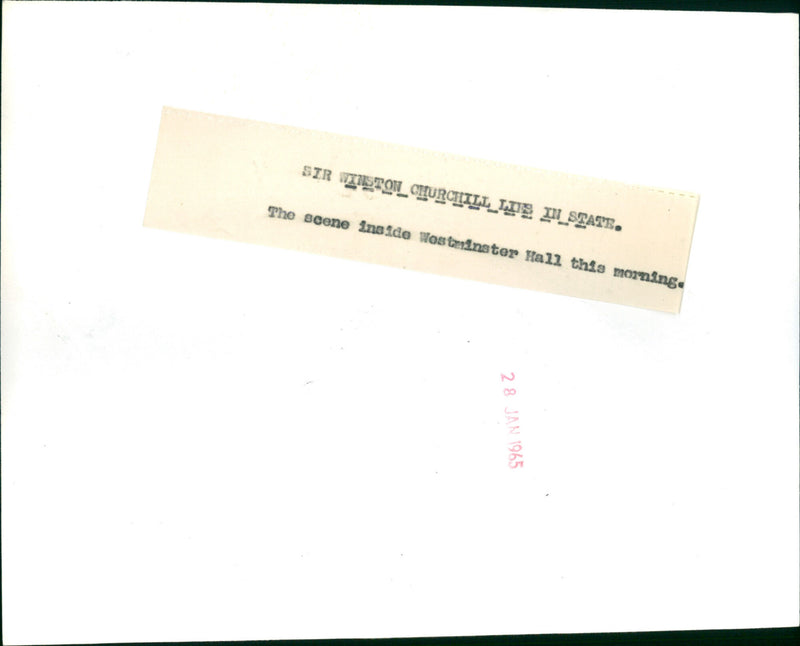 SIR WINSTON CHURCHILL LIES IN STATE.
The scene inside Westminster Hall this morning.
28 JAN 1965